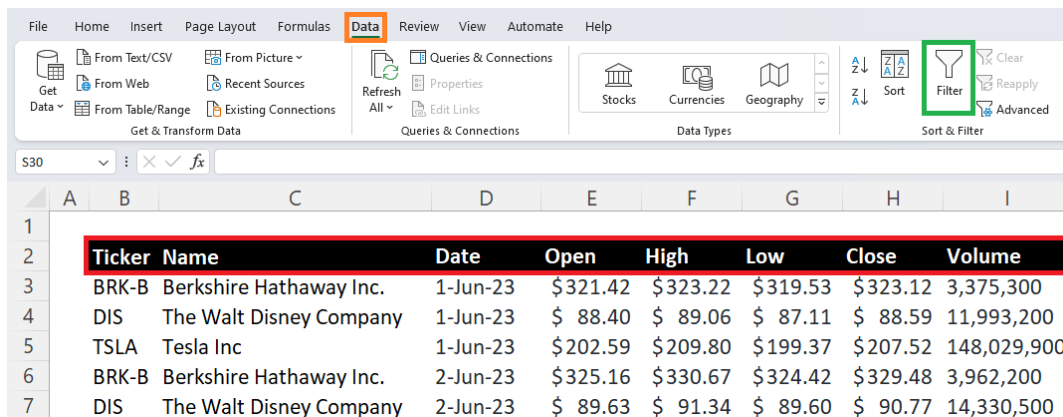 File Home Insert Page Layout Formulas Data Review View Automate Help
From Text/CSV From Picture Queries & Connections Clear
From Web Recent Sources Properties Reapply
Get Data From Table/Range Existing Connections Refresh All Edit Links Stocks Currencies Geography Sort Filter Advanced
Get & Transform Data Queries & Connections Data Types Sort & Filter
S30 fx
A B C D E F G H I
1
2 Ticker Name Date Open High Low Close Volume
3 BRK-B Berkshire Hathaway Inc. 1-Jun-23 $321.42 $323.22 $319.53 $323.12 3,375,300
4 DIS The Walt Disney Company 1-Jun-23 $ 88.40 $ 89.06 $ 87.11 $ 88.59 11,993,200
5 TSLA Tesla Inc 1-Jun-23 $202.59 $209.80 $199.37 $207.52 148,029,900
6 BRK-B Berkshire Hathaway Inc. 2-Jun-23 $325.16 $330.67 $324.42 $329.48 3,962,200
7 DIS The Walt Disney Company 2-Jun-23 $ 89.63 $ 91.34 $ 89.60 $ 90.77 14,330,500